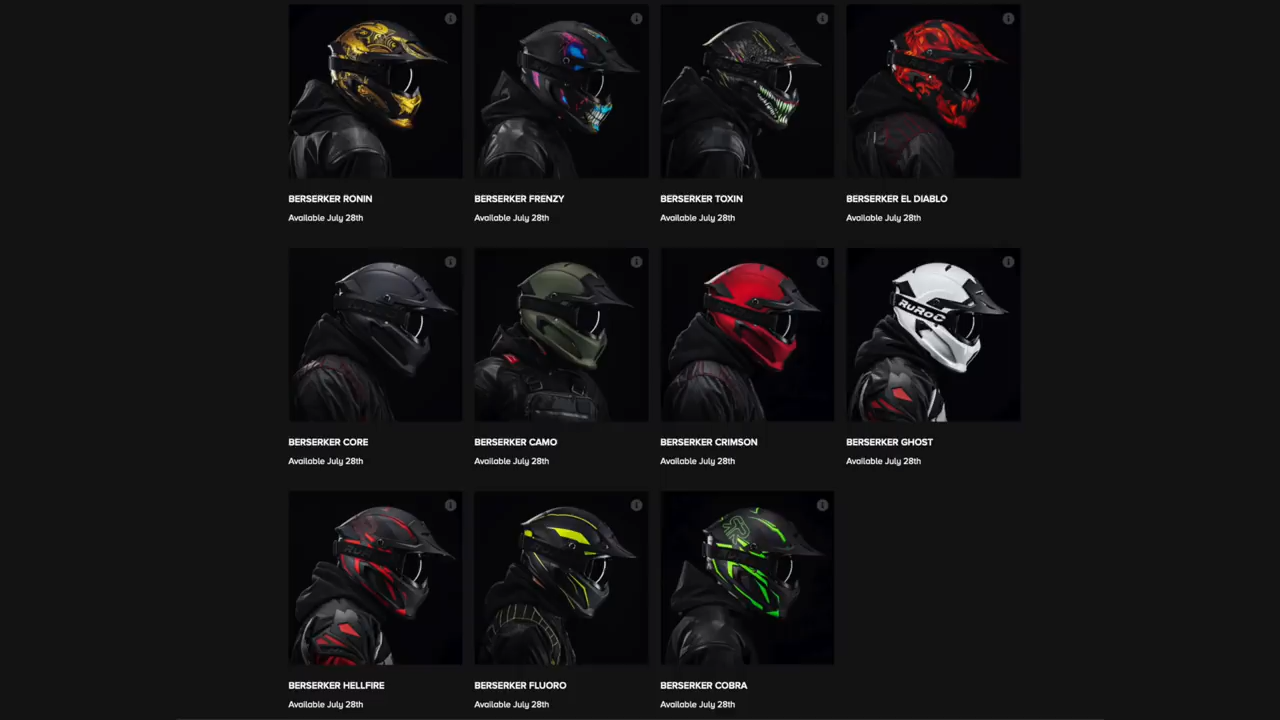 BERSERKER RONIN
Available July 28th
BERSERKER FRENZY
Available July 28th
BERSERKER TOXIN
Available July 28th
BERSERKER EL DIABLO
Available July 28th
BERSERKER CORE
Available July 28th
BERSERKER CAMO
Available July 28th
BERSERKER CRIMSON
Available July 28th
RUROC
BERSERKER GHOST
Available July 28th
BERSERKER HELLFIRE
Available July 28th
BERSERKER FLUORO
Available July 28th
BERSERKER COBRA
Available July 28th